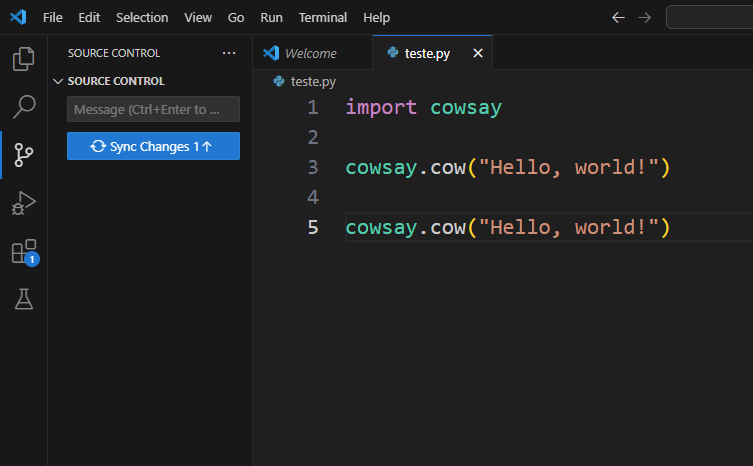 File Edit Selection View Go Run Terminal Help
SOURCE CONTROL ···
SOURCE CONTROL
Message (Ctrl+Enter to ...
Sync Changes 1↑
1
Welcome
teste.py
teste.py
1 import cowsay
2
3 cowsay.cow("Hello, world!")
4
5 cowsay.cow("Hello, world!")